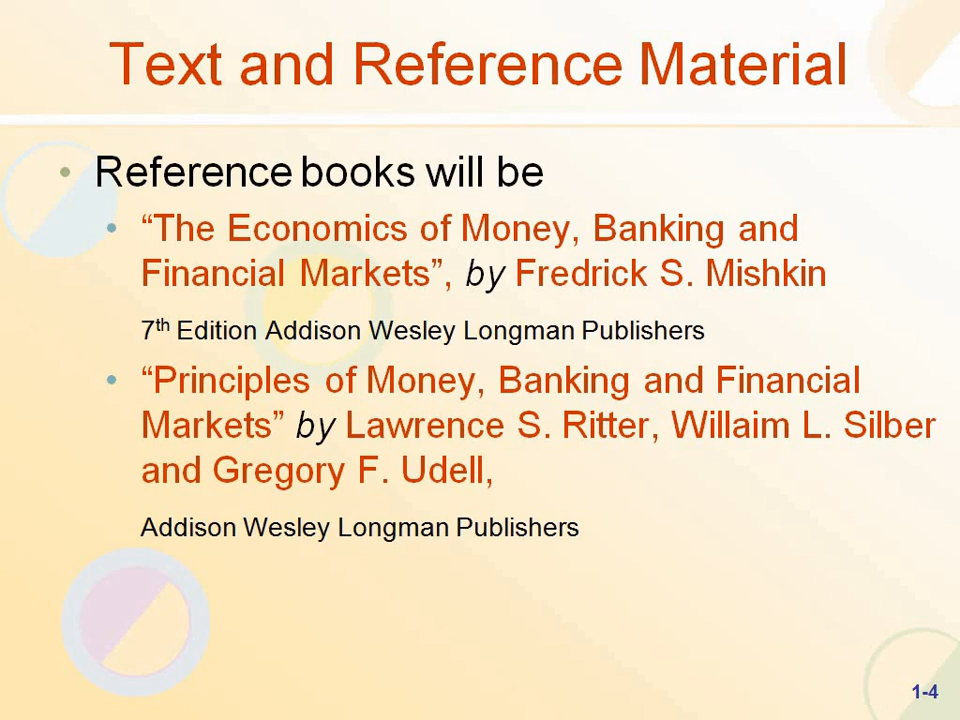 Text and Reference Material
• Reference books will be
• “The Economics of Money, Banking and
Financial Markets”, by Fredrick S. Mishkin
7th Edition Addison Wesley Longman Publishers
• “Principles of Money, Banking and Financial
Markets” by Lawrence S. Ritter, Willaim L. Silber
and Gregory F. Udell,
Addison Wesley Longman Publishers
1-4